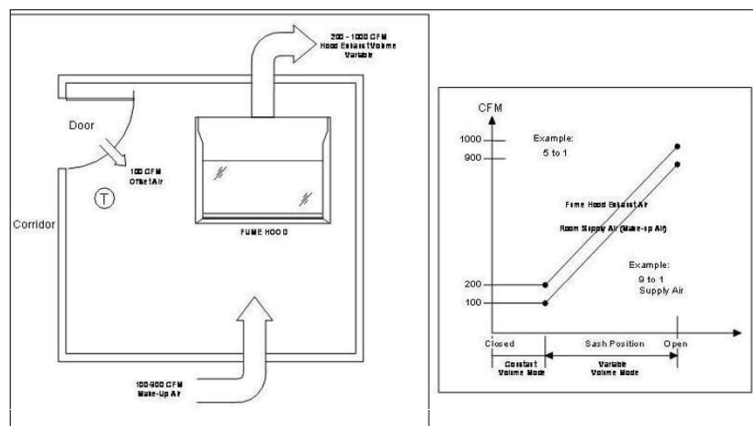 200 - 1000 CFM
Hood Exhaust Volume
Variable
Door
100 CFM
Offset Air
T
Corridor
FUME HOOD
100-900 CFM
Make-Up Air
CFM
1000
900
Example:
5 to 1
Fume Hood Exhaust Air
Room Supply Air (Make-up Air)
Example:
9 to 1
Supply Air
200
100
Closed
Sash Position
Open
Constant
Volume Mode
Variable
Volume Mode